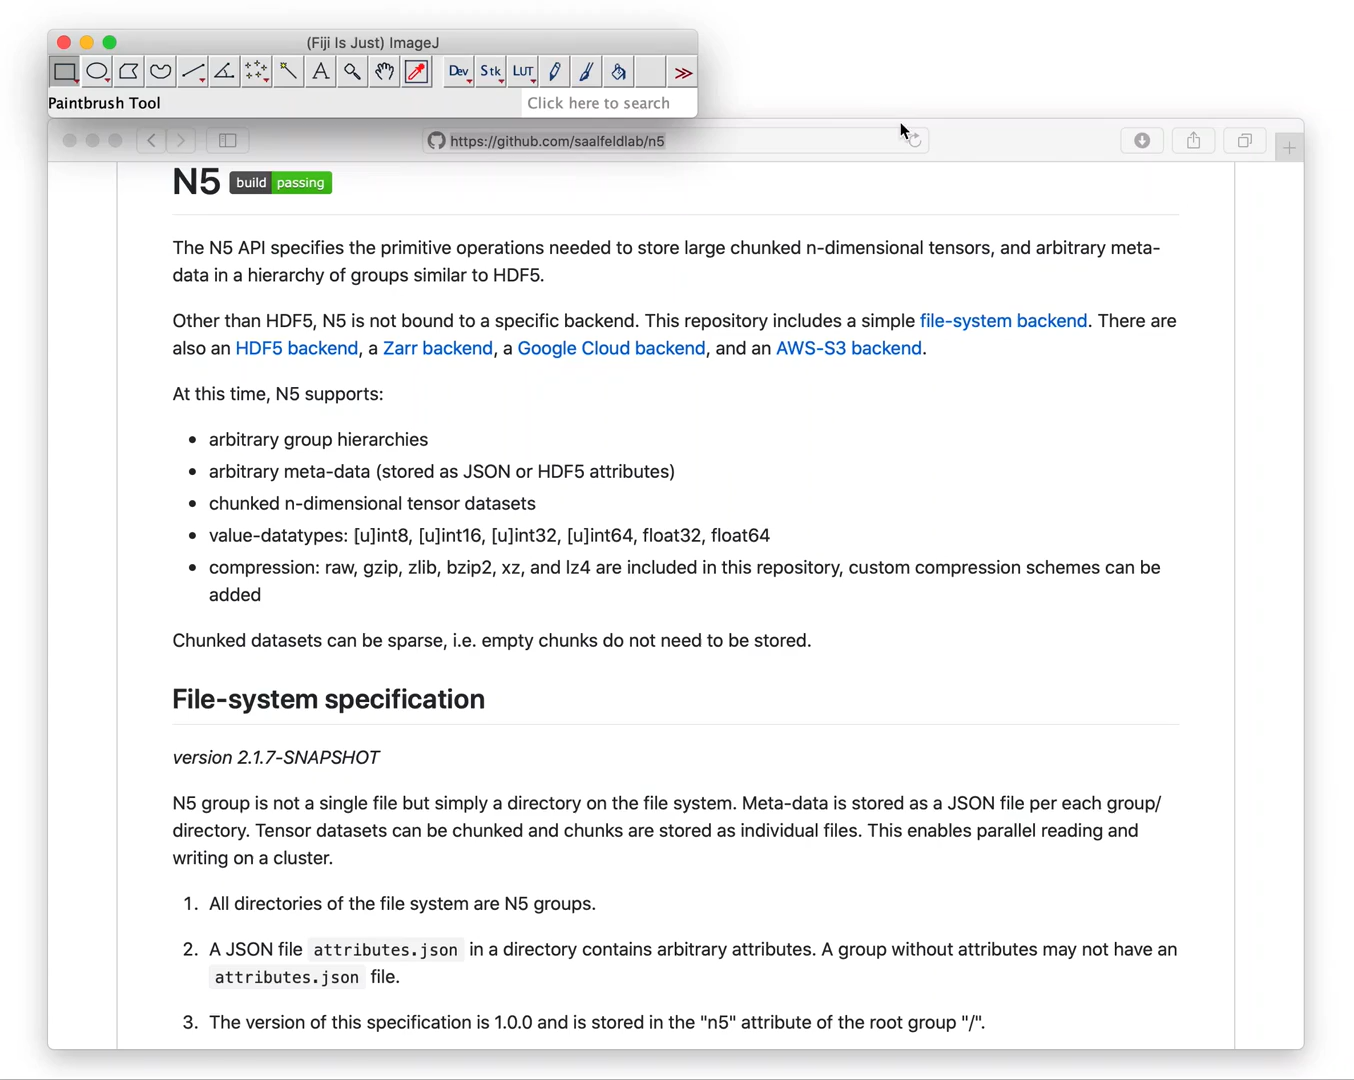 (Fiji Is Just) ImageJ
A Dev Stk LUT
Paintbrush Tool
Click here to search
https://github.com/saalfeldlab/n5
N5 build passing
The N5 API specifies the primitive operations needed to store large chunked n-dimensional tensors, and arbitrary meta-
data in a hierarchy of groups similar to HDF5.
Other than HDF5, N5 is not bound to a specific backend. This repository includes a simple file-system backend. There are
also an HDF5 backend, a Zarr backend, a Google Cloud backend, and an AWS-S3 backend.
At this time, N5 supports:
• arbitrary group hierarchies
• arbitrary meta-data (stored as JSON or HDF5 attributes)
• chunked n-dimensional tensor datasets
• value-datatypes: [u]int8, [u]int16, [u]int32, [u]int64, float32, float64
• compression: raw, gzip, zlib, bzip2, xz, and lz4 are included in this repository, custom compression schemes can be
added
Chunked datasets can be sparse, i.e. empty chunks do not need to be stored.
File-system specification
version 2.1.7-SNAPSHOT
N5 group is not a single file but simply a directory on the file system. Meta-data is stored as a JSON file per each group/
directory. Tensor datasets can be chunked and chunks are stored as individual files. This enables parallel reading and
writing on a cluster.
1. All directories of the file system are N5 groups.
2. A JSON file attributes.json in a directory contains arbitrary attributes. A group without attributes may not have an
attributes.json file.
3. The version of this specification is 1.0.0 and is stored in the "n5" attribute of the root group "/".